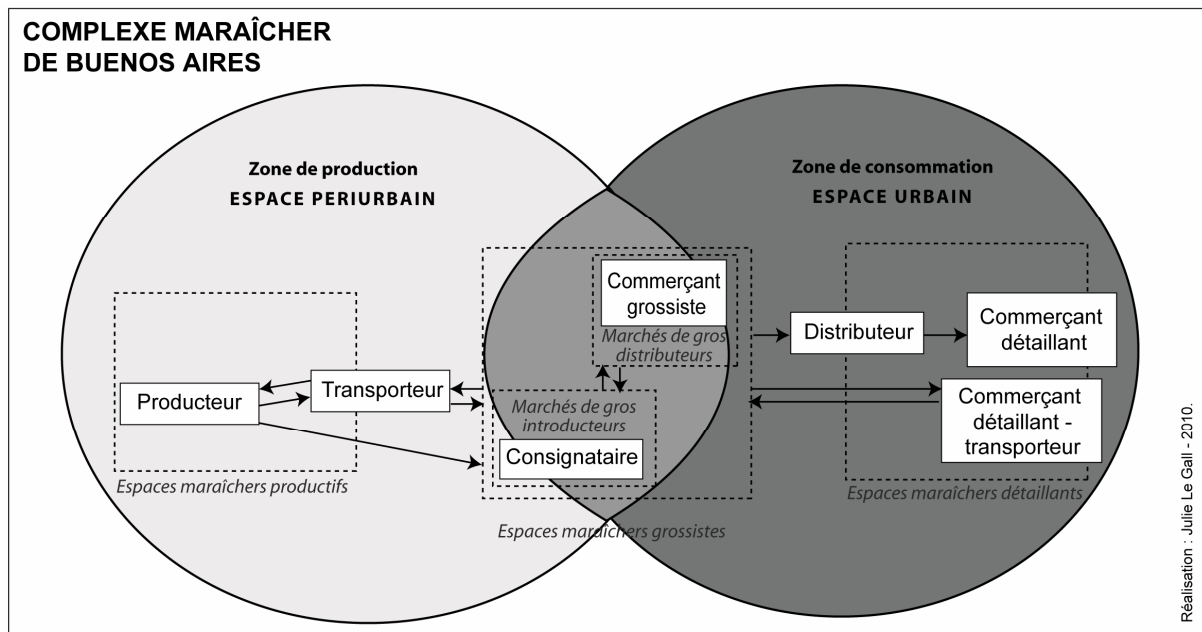 COMPLEXE MARAÎCHER
DE BUENOS AIRES
Zone de production
ESPACE PERIURBAIN
Zone de consommation
ESPACE URBAIN
Commerçant
grossiste
Marchés de gros
distributeurs
Distributeur
Commerçant
détaillant
Producteur
Transporteur
Marchés de gros
introducteurs
Consignataire
Commerçant
détaillant -
transporteur
Espaces maraîchers productifs
Espaces maraîchers grossistes
Espaces maraîchers détaillants
Réalisation : Julie Le Gall - 2010.